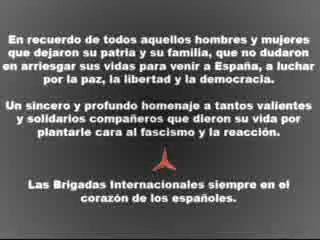 En recuerdo de todos aquellos hombres y mujeres
que dejaron su patria y su familia, que no dudaron
en arriesgar sus vidas para venir a España, a luchar
por la paz, la libertad y la democracia.
Un sincero y profundo homenaje a tantos valientes
y solidarios compañeros que dieron su vida por
plantarle cara al fascismo y la reacción.
Las Brigadas Internacionales siempre en el
corazón de los españoles.